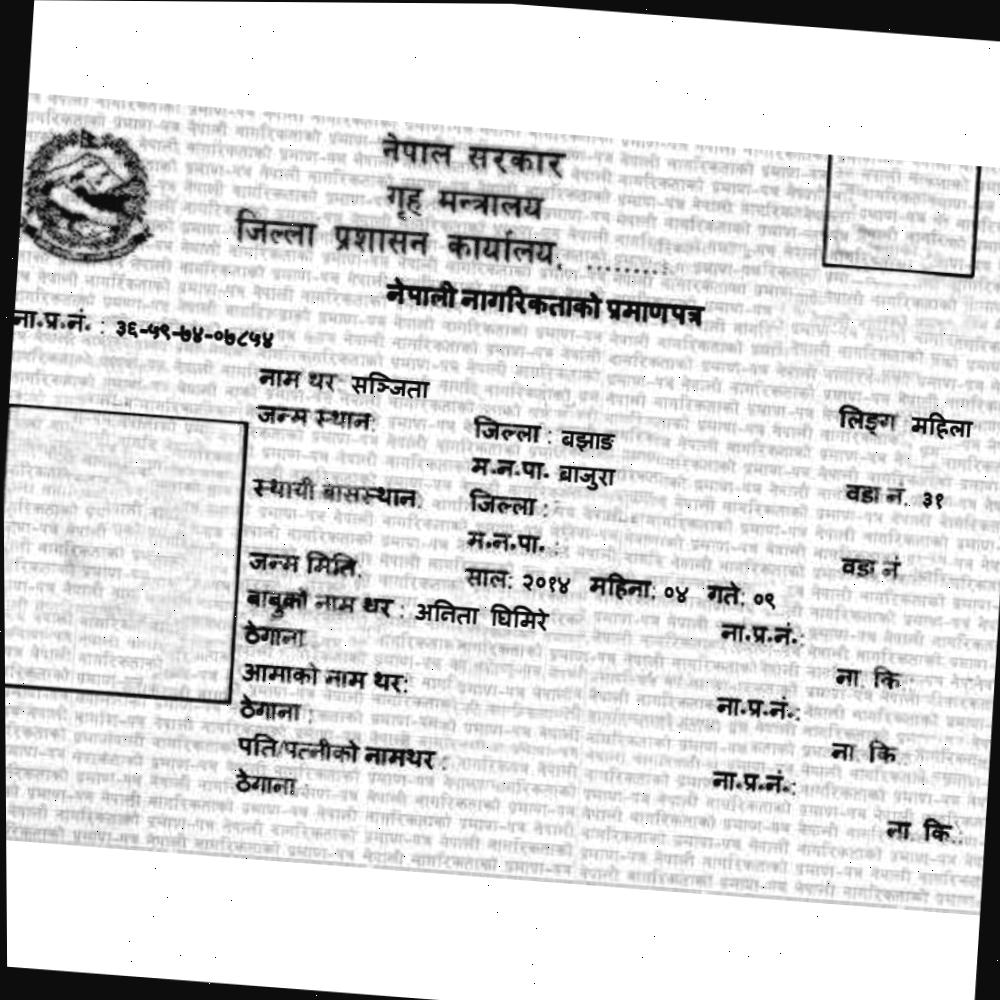 नेपाल सरकार
गृह मन्त्रालय
जिल्ला प्रशासन कार्यालय, .........
नेपाली नागरिकताको प्रमाणपत्र
ना.प्र.नं. : ३६-५९-७४-०७८५४
नाम थर सञ्जिता
लिङ्ग महिला
जन्म स्थान:
जिल्ला : बझाङ
म.न.पा. बाजुरा
वडा नं. ३१
स्थायी बासस्थान:
जिल्ला :
म.न.पा. :
वडा नं
जन्म मिति:
साल: २०१४ महिना: ०४ गते: ०९
बाबुको नाम थर : अनिता घिमिरे
ना.प्र.नं.:
ठेगाना
ना. कि.:
आमाको नाम थर:
ना.प्र.नं.:
ठेगाना :
ना. कि.:
पति/पत्नीको नामथर :
ना.प्र.नं.:
ठेगाना :
ना. कि.: